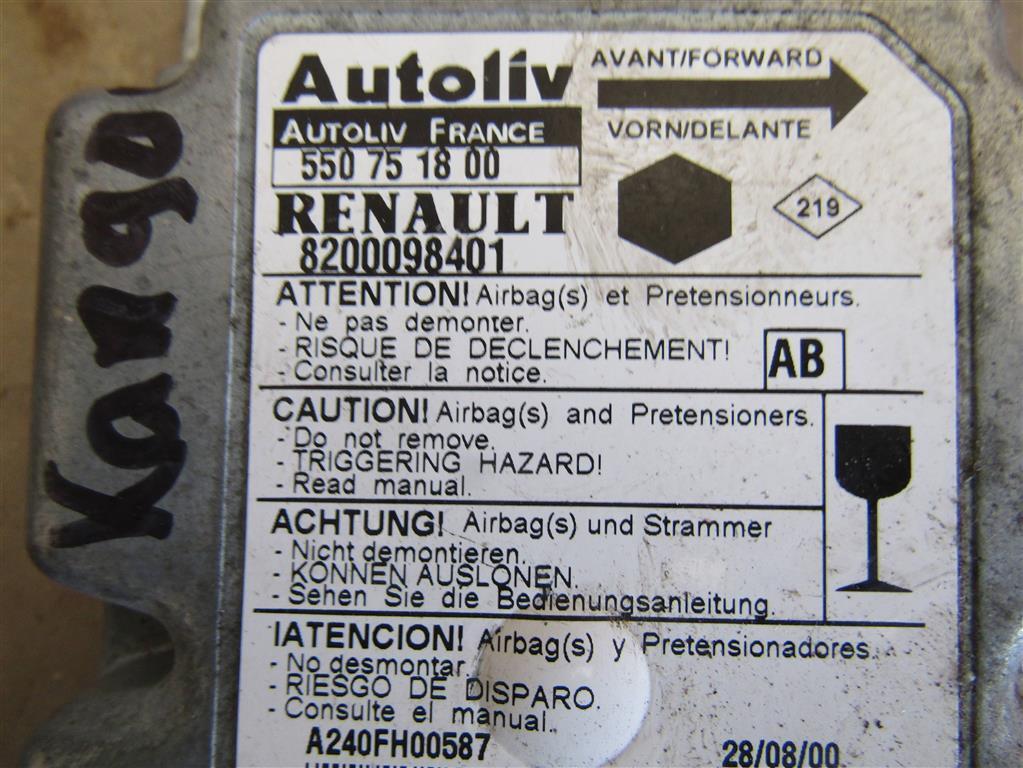 Kango
Autoliv
AVANT/FORWARD
AUTOLIV FRANCE
VORN/DELANTE
550 75 18 00
RENAULT
219
8200098401
ATTENTION! Airbag(s) et Pretensionneurs.
- Ne pas demonter.
- RISQUE DE DECLENCHEMENT!
- Consulter la notice.
AB
CAUTION! Airbag(s) and Pretensioners.
- Do not remove.
- TRIGGERING HAZARD!
- Read manual.
ACHTUNG! Airbag(s) und Strammer
- Nicht demontieren.
- KONNEN AUSLONEN.
- Sehen Sie die Bedienungsanleitung.
IATENCION! Airbag(s) y Pretensionadores.
- No desmontar.
- RIESGO DE DISPARO.
- Consulte el manual.
A240FH00587
28/08/00